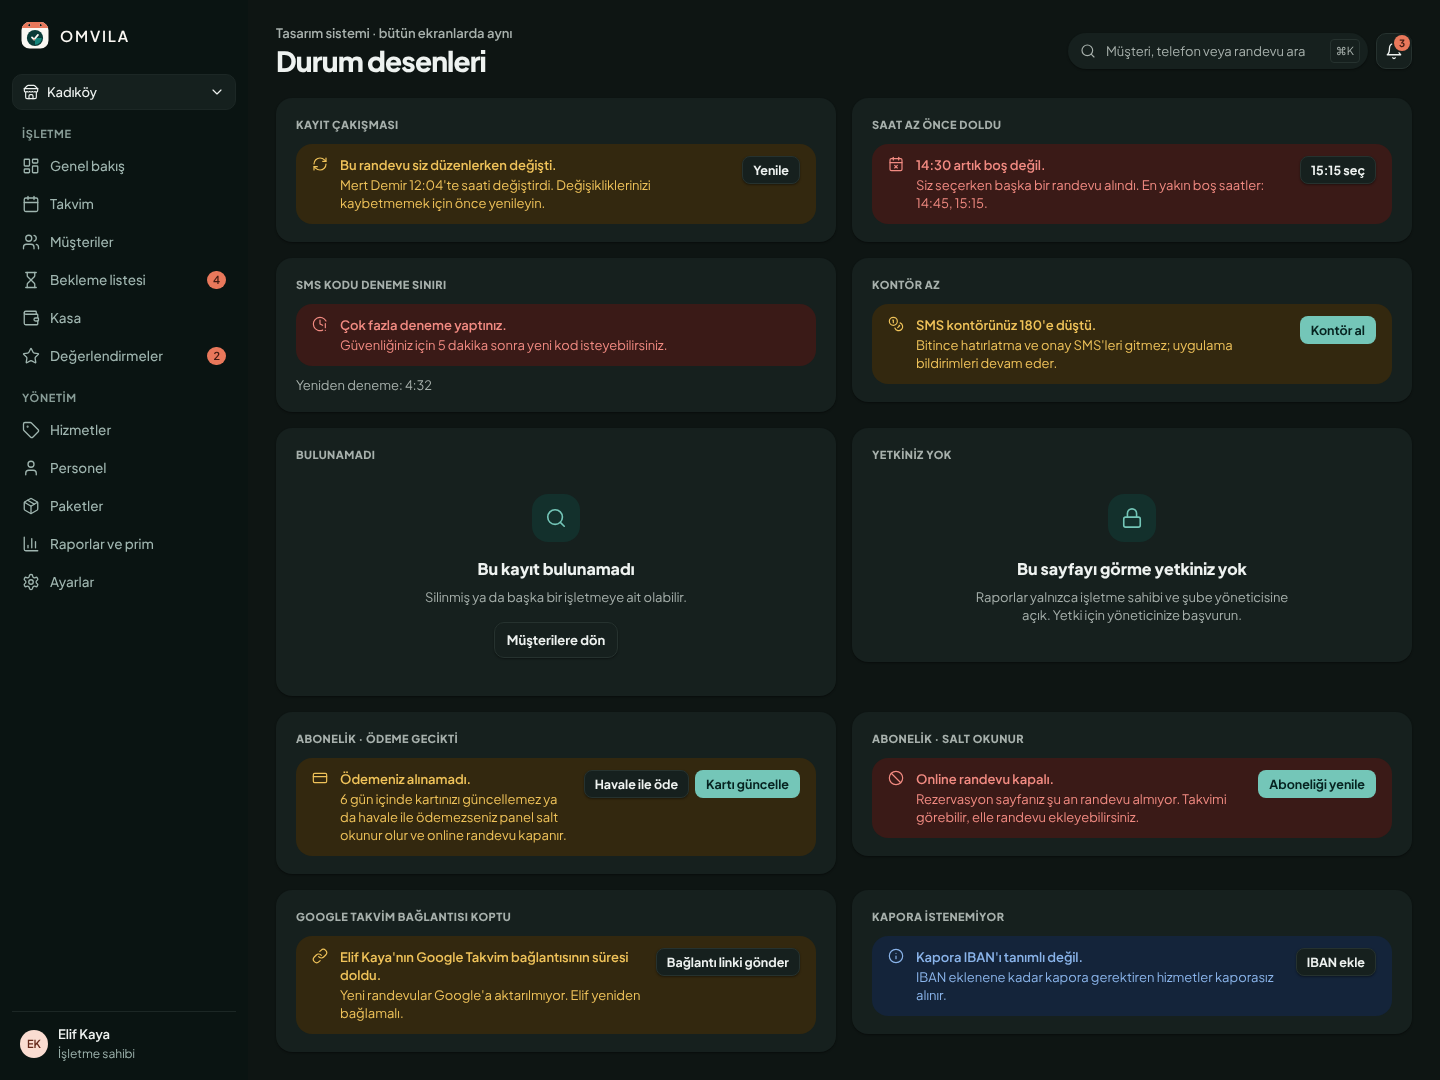 OMVILA
Kadıköy
İŞLETME
Genel bakış
Takvim
Müşteriler
Bekleme listesi
4
Kasa
Değerlendirmeler
2
YÖNETİM
Hizmetler
Personel
Paketler
Raporlar ve prim
Ayarlar
EK
Elif Kaya
İşletme sahibi
Tasarım sistemi · bütün ekranlarda aynı
Durum desenleri
Müşteri, telefon veya randevu ara
⌘K
3
KAYIT ÇAKIŞMASI
Bu randevu siz düzenlerken değişti.
Mert Demir 12:04'te saati değiştirdi. Değişikliklerinizi
kaybetmemek için önce yenileyin.
Yenile
SAAT AZ ÖNCE DOLDU
14:30 artık boş değil.
Siz seçerken başka bir randevu alındı. En yakın boş saatler:
14:45, 15:15.
15:15 seç
SMS KODU DENEME SINIRI
Çok fazla deneme yaptınız.
Güvenliğiniz için 5 dakika sonra yeni kod isteyebilirsiniz.
Yeniden deneme: 4:32
KONTÖR AZ
SMS kontörünüz 180'e düştü.
Bitince hatırlatma ve onay SMS'leri gitmez; uygulama
bildirimleri devam eder.
Kontör al
BULUNAMADI
Bu kayıt bulunamadı
Silinmiş ya da başka bir işletmeye ait olabilir.
Müşterilere dön
YETKİNİZ YOK
Bu sayfayı görme yetkiniz yok
Raporlar yalnızca işletme sahibi ve şube yöneticisine
açık. Yetki için yöneticinize başvurun.
ABONELİK · ÖDEME GECİKTİ
Ödemeniz alınamadı.
6 gün içinde kartınızı güncellemez ya
da havale ile ödemezseniz panel salt
okunur olur ve online randevu kapanır.
Havale ile öde
Kartı güncelle
ABONELİK · SALT OKUNUR
Online randevu kapalı.
Rezervasyon sayfanız şu an randevu almıyor. Takvimi
görebilir, elle randevu ekleyebilirsiniz.
Aboneliği yenile
GOOGLE TAKVİM BAĞLANTISI KOPTU
Elif Kaya'nın Google Takvim bağlantısının süresi
doldu.
Yeni randevular Google'a aktarılmıyor. Elif yeniden
bağlamalı.
Bağlantı linki gönder
KAPORA İSTENEMİYOR
Kapora IBAN'ı tanımlı değil.
IBAN eklenene kadar kapora gerektiren hizmetler kaporasız
alınır.
IBAN ekle